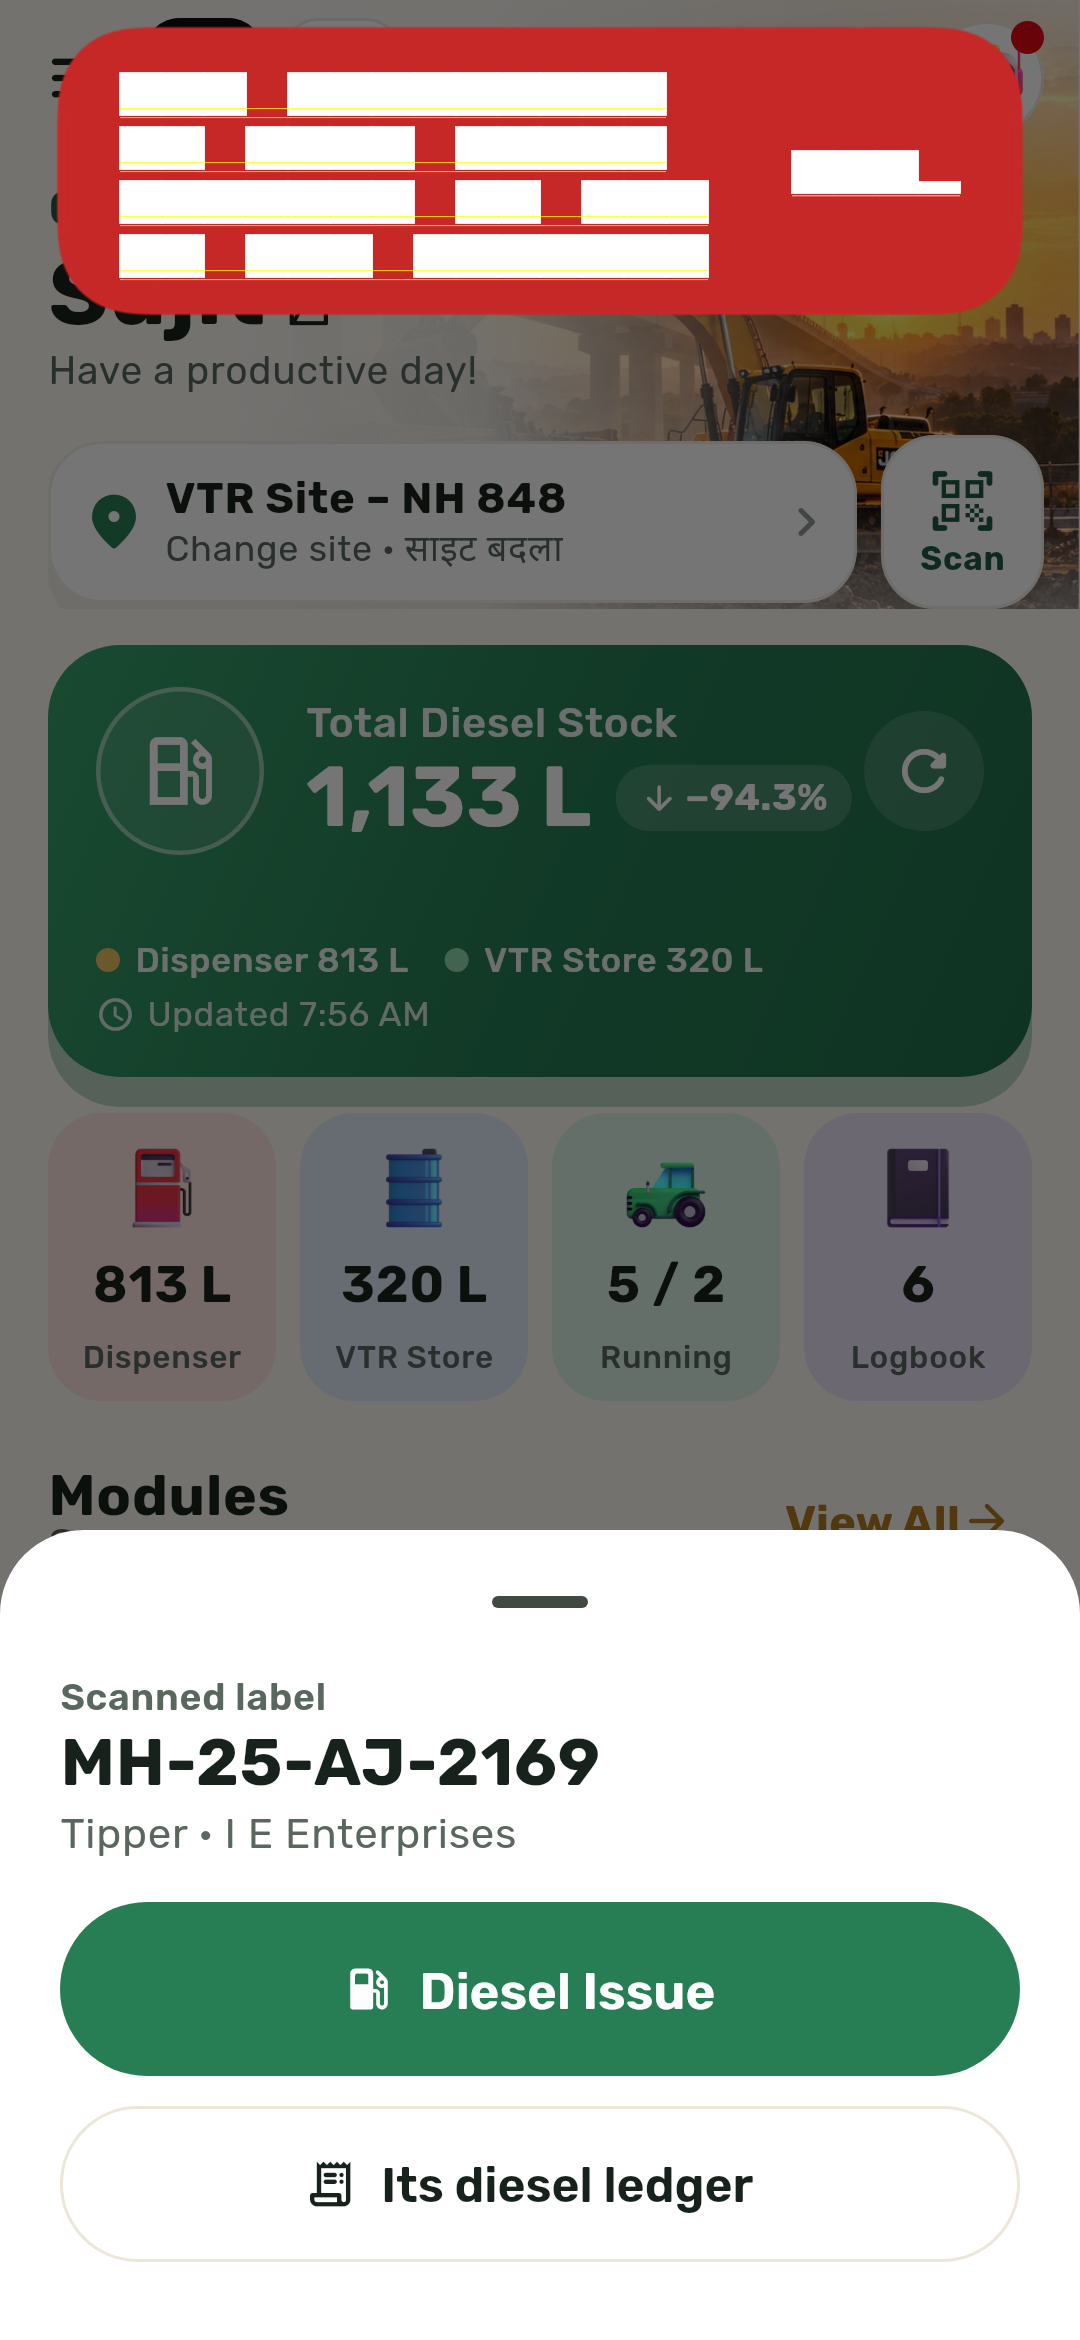 Have a productive day!
VTR Site – NH 848
Change site • साइट बदला
Scan
Total Diesel Stock
1,133 L
–94.3%
Dispenser 813 L
VTR Store 320 L
Updated 7:56 AM
813 L
320 L
5 / 2
6
Dispenser
VTR Store
Running
Logbook
Modules
View All
Scanned label
MH-25-AJ-2169
Tipper • I E Enterprises
Diesel Issue
Its diesel ledger